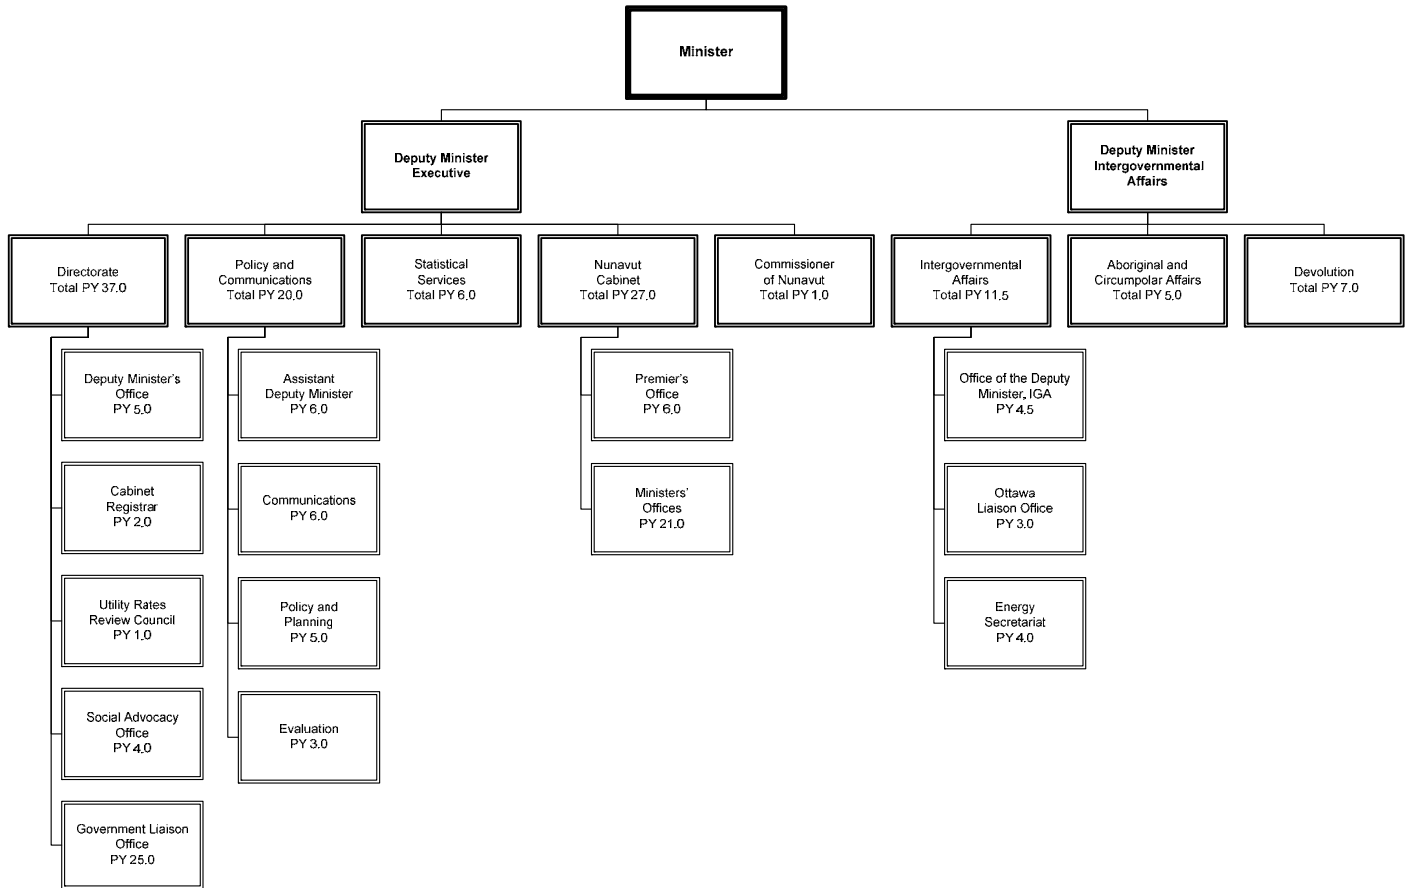 Minister
Deputy Minister
Executive
Deputy Minister
Intergovernmental
Affairs
Directorate
Total PY 37.0
Policy and
Communications
Total PY 20.0
Statistical
Services
Total PY 6.0
Nunavut
Cabinet
Total PY 27.0
Commissioner
of Nunavut
Total PY 1.0
Intergovernmental
Affairs
Total PY 11.5
Aboriginal and
Circumpolar Affairs
Total PY 5.0
Devolution
Total PY 7.0
Deputy Minister's
Office
PY 5.0
Cabinet
Registrar
PY 2.0
Utility Rates
Review Council
PY 1.0
Social Advocacy
Office
PY 4.0
Government Liaison
Office
PY 25.0
Assistant
Deputy Minister
PY 6.0
Communications
PY 6.0
Policy and
Planning
PY 5.0
Evaluation
PY 3.0
Premier's
Office
PY 6.0
Ministers'
Offices
PY 21.0
Office of the Deputy
Minister, IGA
PY 4.5
Ottawa
Liaison Office
PY 3.0
Energy
Secretariat
PY 4.0